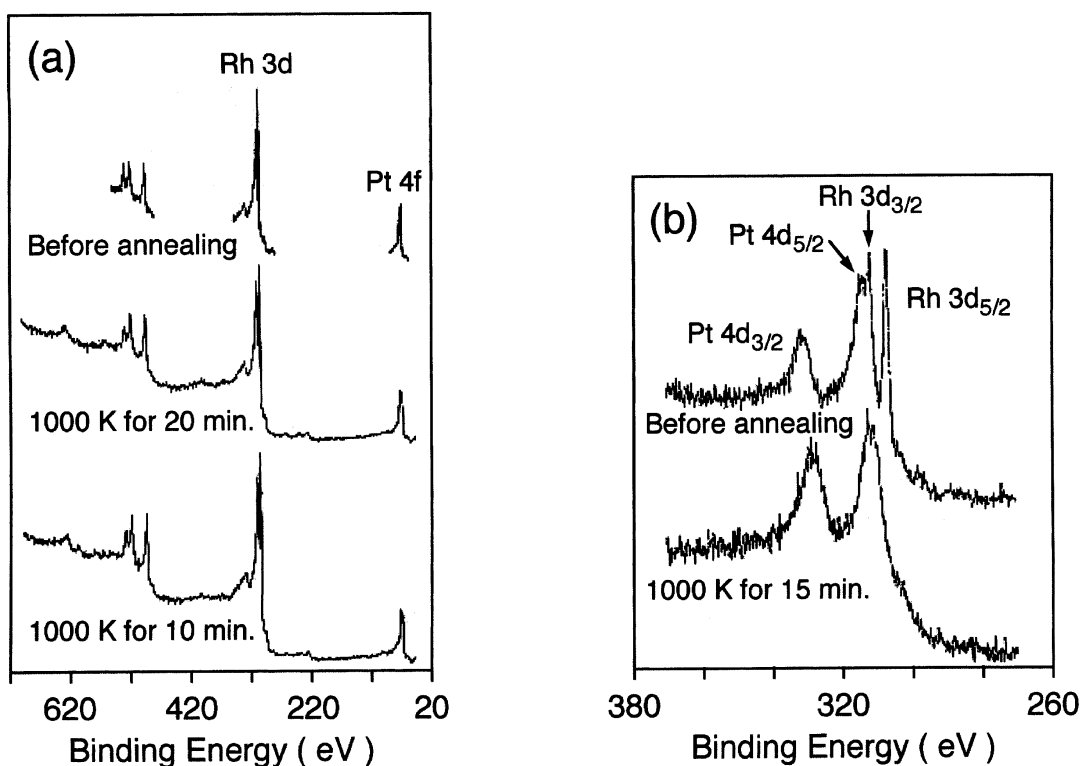 (a)
Rh 3d
Pt 4f
Before annealing
1000 K for 20 min.
1000 K for 10 min.
620 420 220 20
Binding Energy ( eV )
(b)
Rh 3d3/2
Pt 4d5/2
Rh 3d5/2
Pt 4d3/2
Before annealing
1000 K for 15 min.
380 320 260
Binding Energy ( eV )